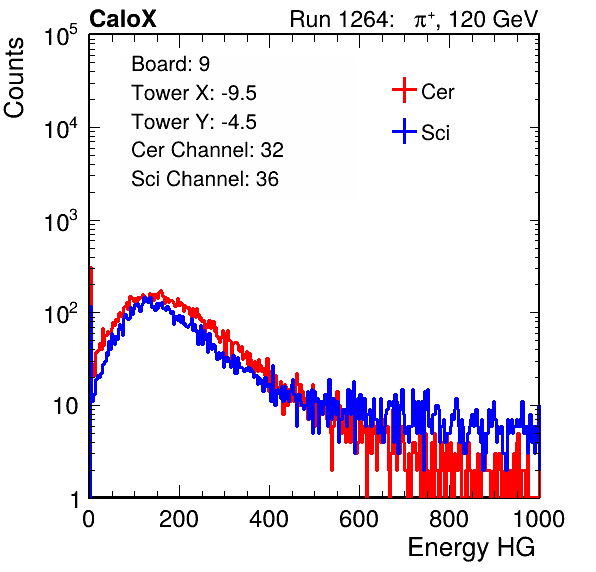 CaloX Run 1264: π⁺, 120 GeV
Counts
10⁵
10⁴
10³
10²
10
1
Board: 9
Tower X: -9.5
Tower Y: -4.5
Cer Channel: 32
Sci Channel: 36
Cer
Sci
0 200 400 600 800 1000
Energy HG